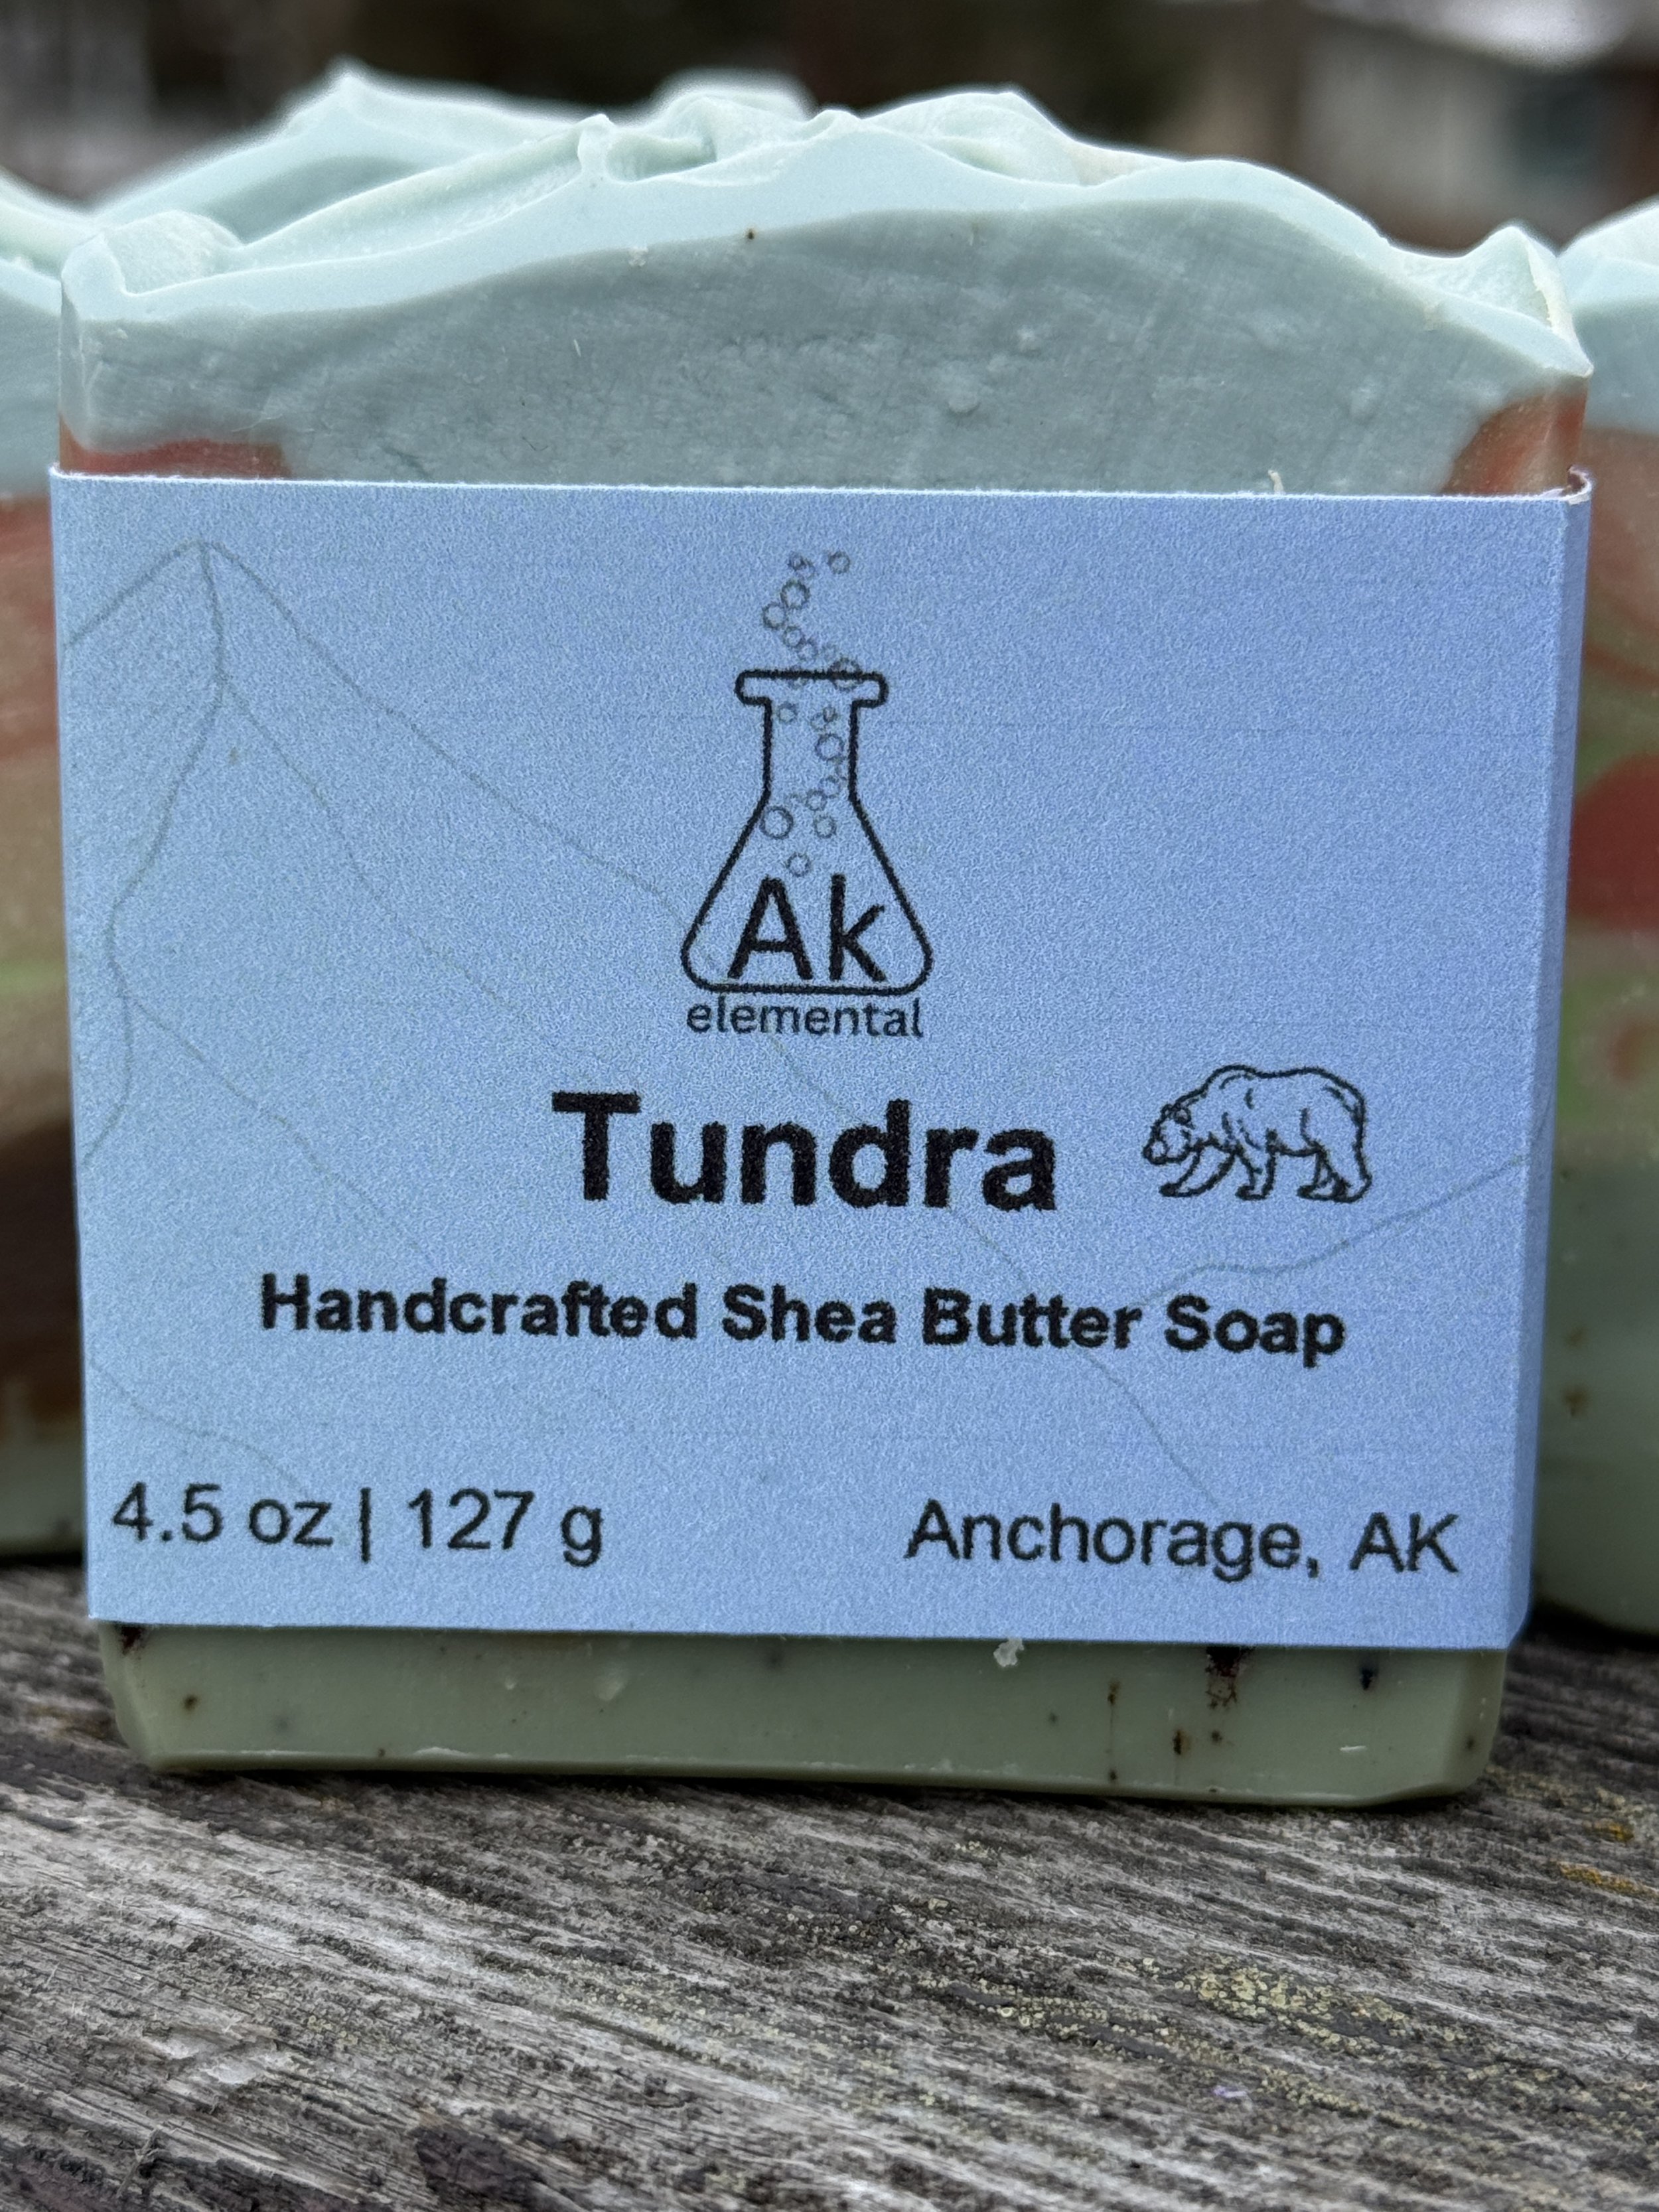 Ak
elemental
Tundra
Handcrafted Shea Butter Soap
4.5 oz | 127 g
Anchorage, AK